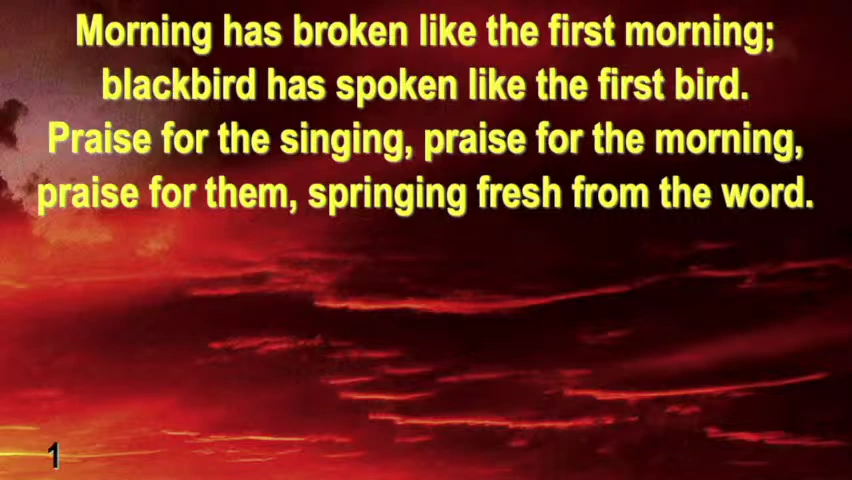 Morning has broken like the first morning;
blackbird has spoken like the first bird.
Praise for the singing, praise for the morning,
praise for them, springing fresh from the word.
1